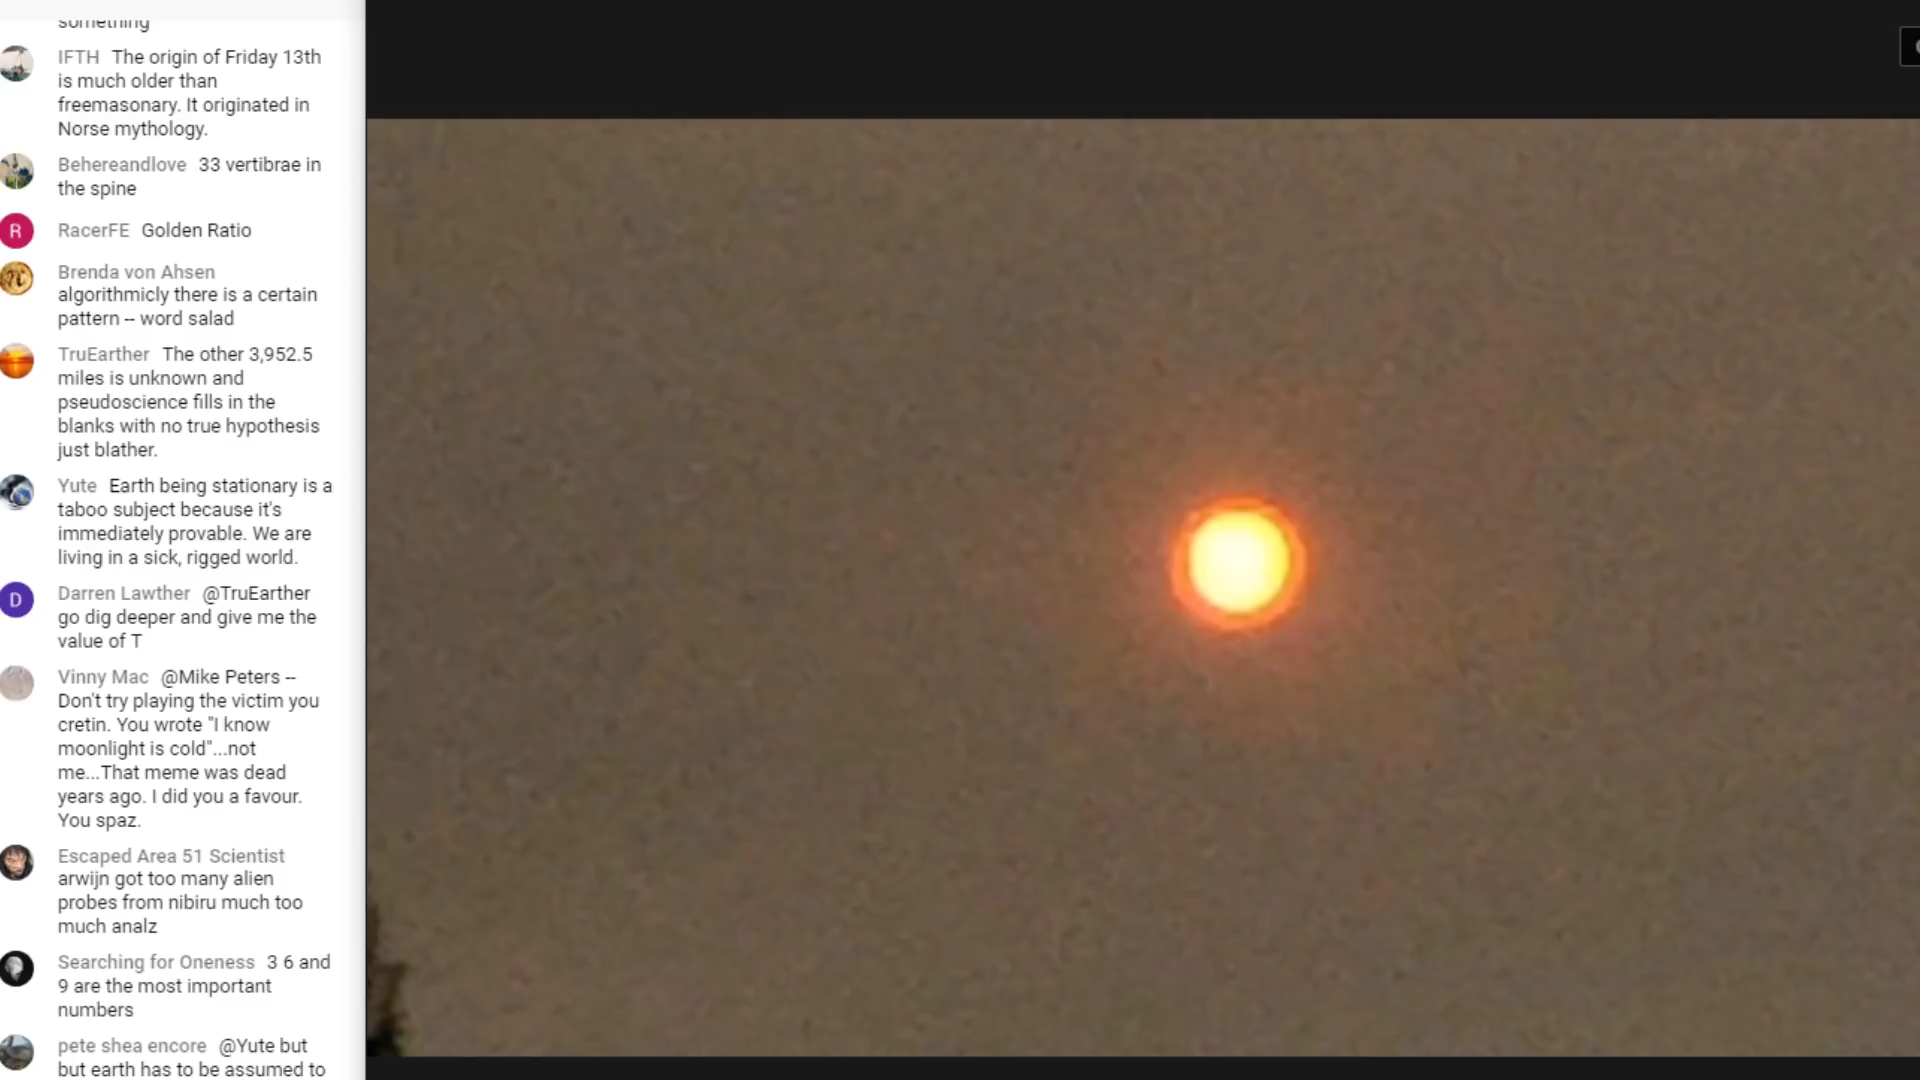 something
IFTH The origin of Friday 13th
is much older than
freemasonary. It originated in
Norse mythology.
Behereandlove 33 vertibrae in
the spine
R RacerFE Golden Ratio
Brenda von Ahsen
algorithmicly there is a certain
pattern -- word salad
TruEarther The other 3,952.5
miles is unknown and
pseudoscience fills in the
blanks with no true hypothesis
just blather.
Yute Earth being stationary is a
taboo subject because it's
immediately provable. We are
living in a sick, rigged world.
D Darren Lawther @TruEarther
go dig deeper and give me the
value of T
Vinny Mac @Mike Peters --
Don't try playing the victim you
cretin. You wrote "I know
moonlight is cold"...not
me...That meme was dead
years ago. I did you a favour.
You spaz.
Escaped Area 51 Scientist
arwijn got too many alien
probes from nibiru much too
much analz
Searching for Oneness 3 6 and
9 are the most important
numbers
pete shea encore @Yute but
but earth has to be assumed to